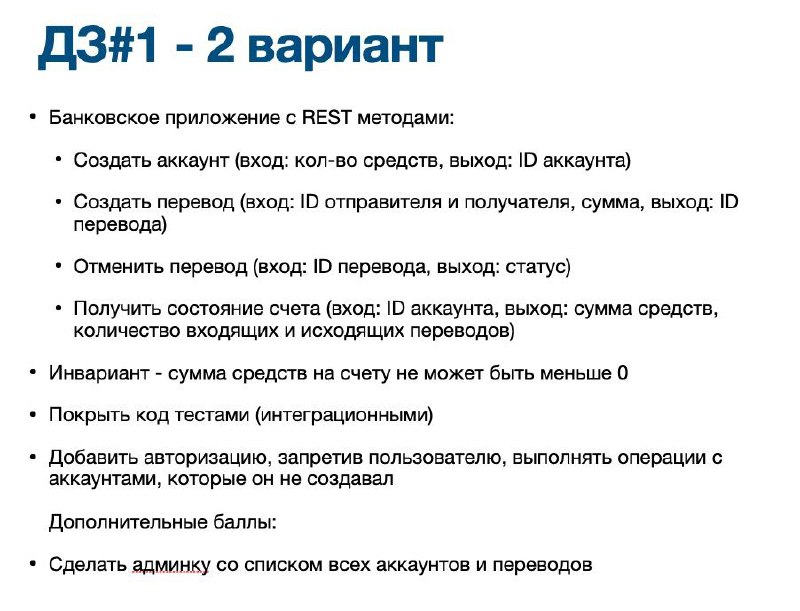 ДЗ#1 - 2 вариант
• Банковское приложение с REST методами:
• Создать аккаунт (вход: кол-во средств, выход: ID аккаунта)
• Создать перевод (вход: ID отправителя и получателя, сумма, выход: ID
перевода)
• Отменить перевод (вход: ID перевода, выход: статус)
• Получить состояние счета (вход: ID аккаунта, выход: сумма средств,
количество входящих и исходящих переводов)
• Инвариант - сумма средств на счету не может быть меньше 0
• Покрыть код тестами (интеграционными)
• Добавить авторизацию, запретив пользователю, выполнять операции с
аккаунтами, которые он не создавал
Дополнительные баллы:
• Сделать админку со списком всех аккаунтов и переводов